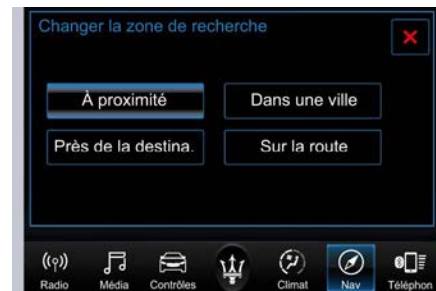 Changer la zone de recherche
À proximité
Dans une ville
Près de la destina.
Sur la route
Radio
Média
Contrôles
Climat
Nav
Téléphon